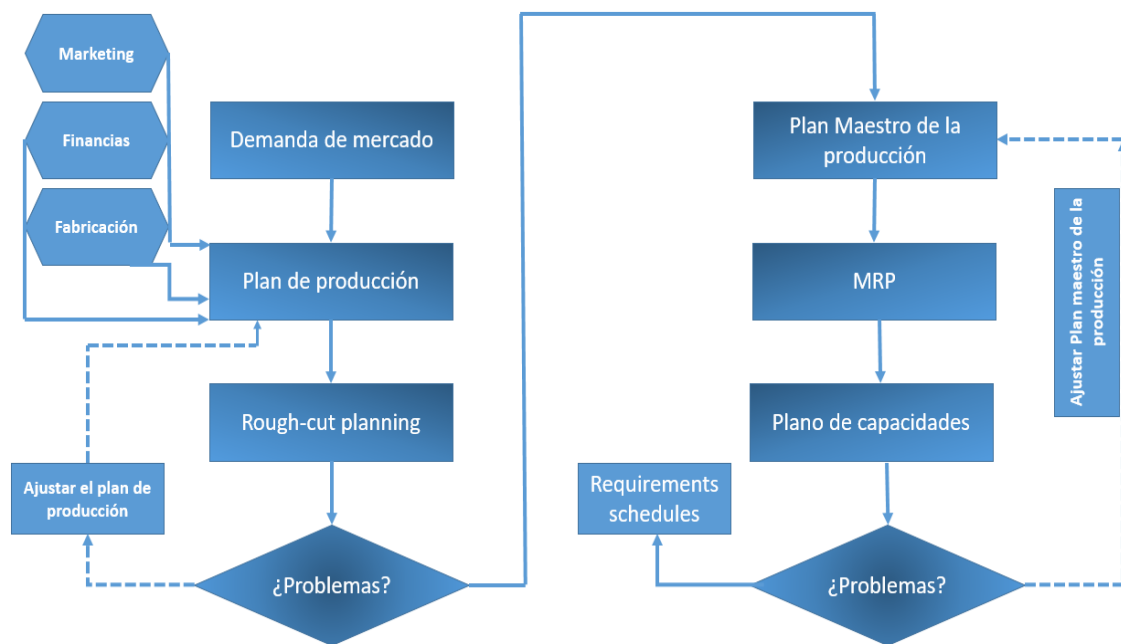 Marketing
Financias
Fabricación
Demanda de mercado
Plan de producción
Rough-cut planning
Ajustar el plan de
producción
¿Problemas?
Plan Maestro de la
producción
MRP
Plano de capacidades
Requirements
schedules
¿Problemas?
Ajustar Plan maestro de la
producción